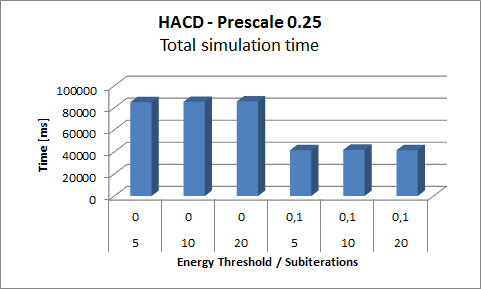 HACD - Prescale 0.25
Total simulation time
Time [ms]
100000
80000
60000
40000
20000
0
0 0 0 0,1 0,1 0,1
5 10 20 5 10 20
Energy Threshold / Subiterations